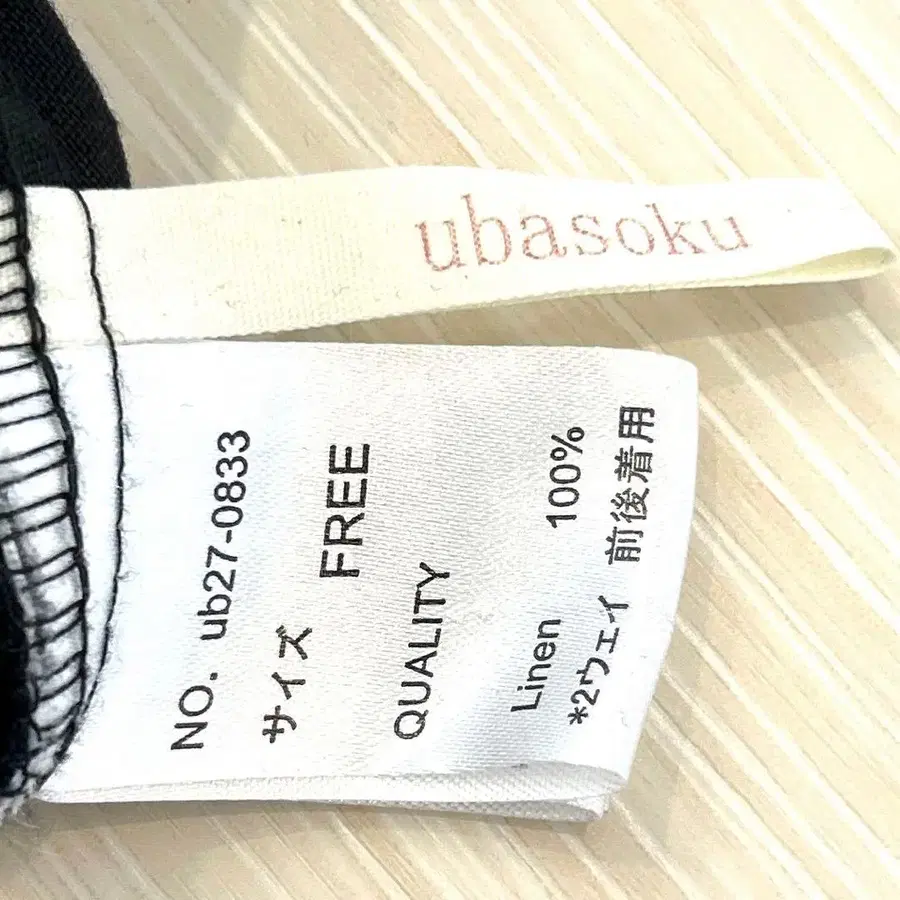 ubasoku
NO. ub27-0833
サイズ FREE
QUALITY
Linen 100%
*2ウェイ 前後着用